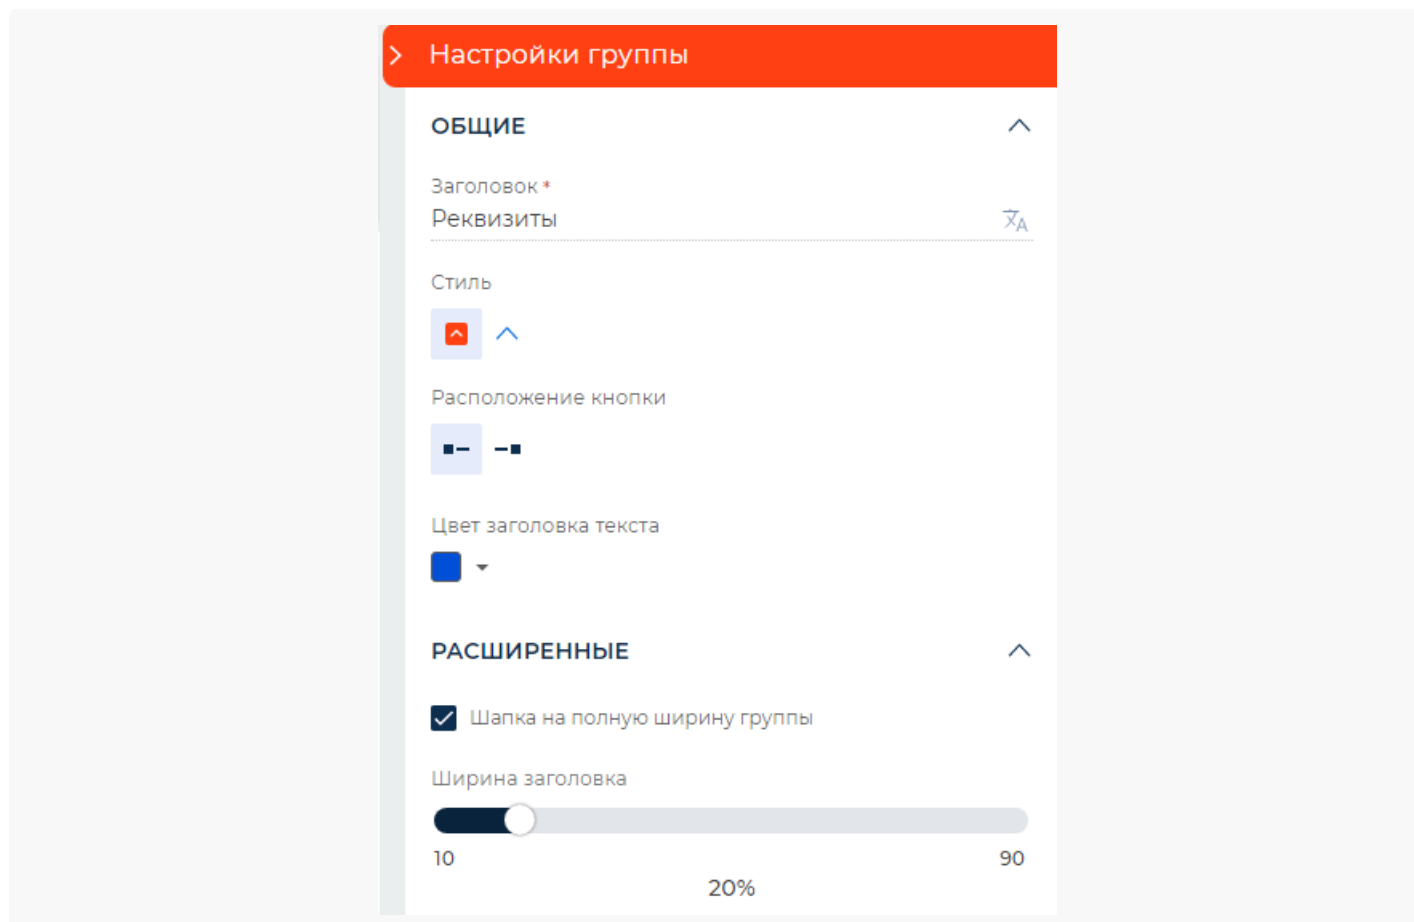 Настройки группы
ОБЩИЕ
Заголовок *
Реквизиты
Стиль
Расположение кнопки
Цвет заголовка текста
РАСШИРЕННЫЕ
Шапка на полную ширину группы
Ширина заголовка
10 90
20%